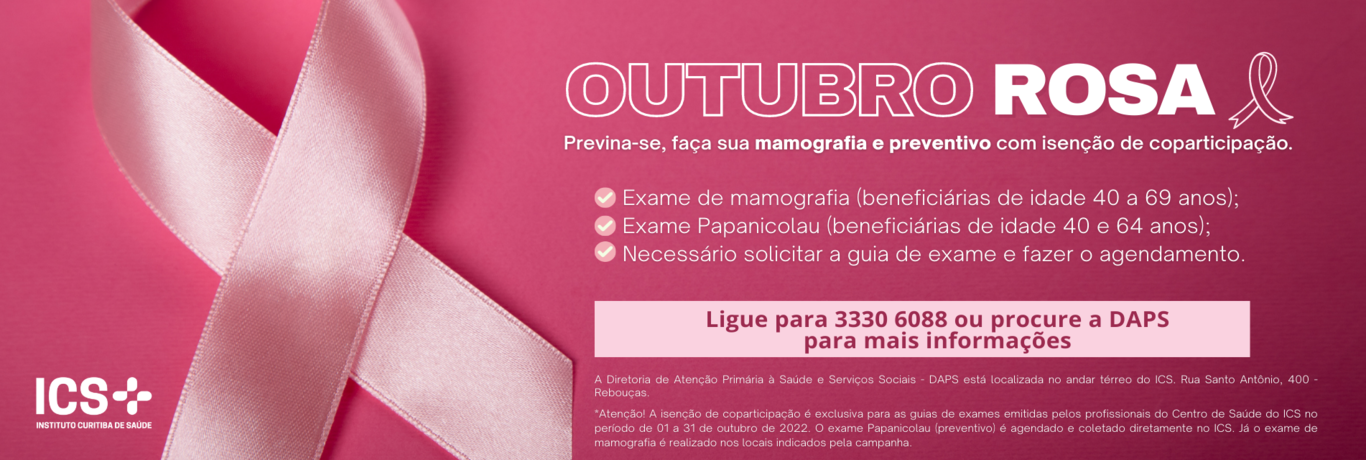 OUTUBRO ROSA
Previna-se, faça sua mamografia e preventivo com isenção de coparticipação.
Exame de mamografia (beneficiárias de idade 40 a 69 anos);
Exame Papanicolau (beneficiárias de idade 40 e 64 anos);
Necessário solicitar a guia de exame e fazer o agendamento.
Ligue para 3330 6088 ou procure a DAPS
para mais informações
A Diretoria de Atenção Primária à Saúde e Serviços Sociais - DAPS está localizada no andar térreo do ICS. Rua Santo Antônio, 400 -
Rebouças.
*Atenção! A isenção de coparticipação é exclusiva para as guias de exames emitidas pelos profissionais do Centro de Saúde do ICS no
período de 01 a 31 de outubro de 2022. O exame Papanicolau (preventivo) é agendado e coletado diretamente no ICS. Já o exame de
mamografia é realizado nos locais indicados pela campanha.
ICS
INSTITUTO CURITIBA DE SAÚDE